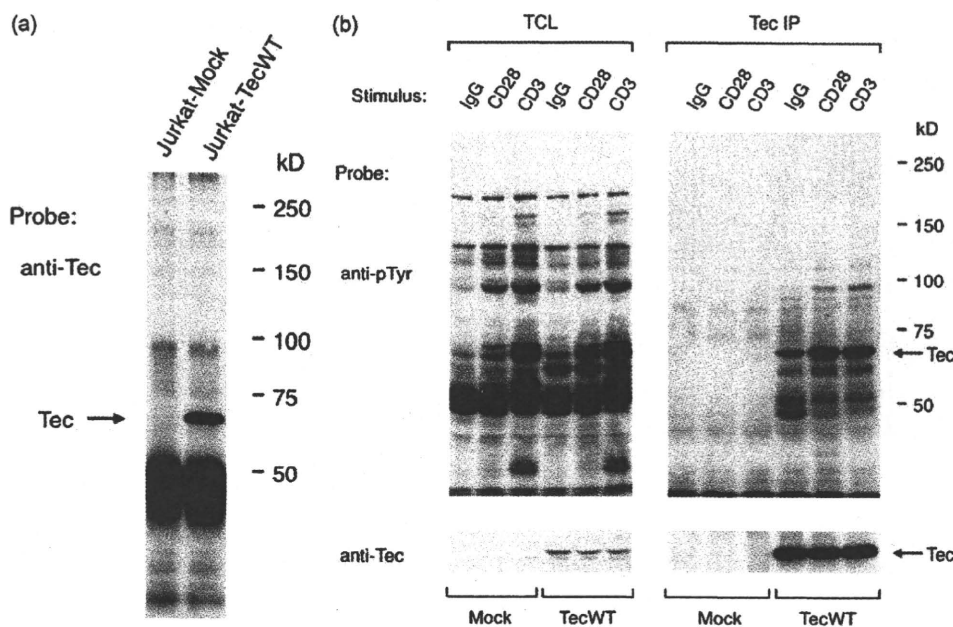 (a)
Jurkat-Mock
Jurkat-TecWT
kD
Probe:
anti-Tec
250
150
100
75
Tec
50
(b)
TCL
Tec IP
Stimulus:
IgG
CD28
CD3
IgG
CD28
CD3
IgG
CD28
CD3
IgG
CD28
CD3
kD
Probe:
250
150
anti-pTyr
100
75
Tec
50
anti-Tec
Tec
Mock
TecWT
Mock
TecWT